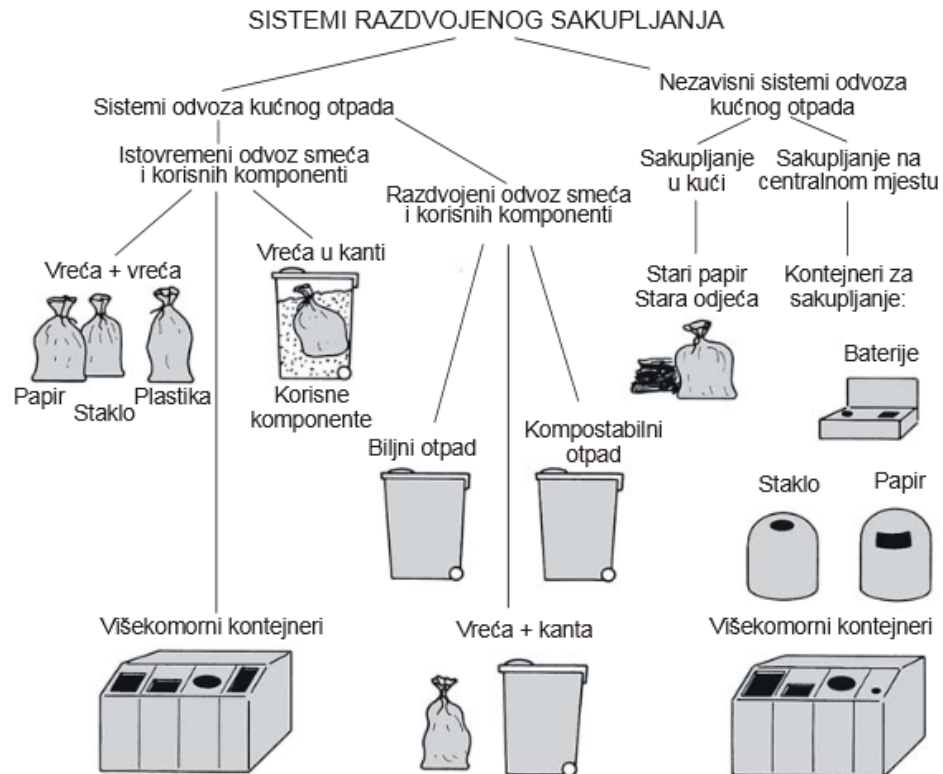 SISTEMI RAZDVOJENOG SAKUPLJANJA
Sistemi odvoza kućnog otpada
Nezavisni sistemi odvoza
kućnog otpada
Istovremeni odvoz smeća
i korisnih komponenti
Razdvojeni odvoz smeća
i korisnih komponenti
Sakupljanje
u kući
Sakupljanje na
centralnom mjestu
Vreća + vreća
Papir
Staklo
Plastika
Vreća u kanti
Korisne
komponente
Biljni otpad
Kompostabilni
otpad
Stari papir
Stara odjeća
Kontejneri za
sakupljanje:
Baterije
Staklo
Papir
Višekomorni kontejneri
Vreća + kanta
Višekomorni kontejneri